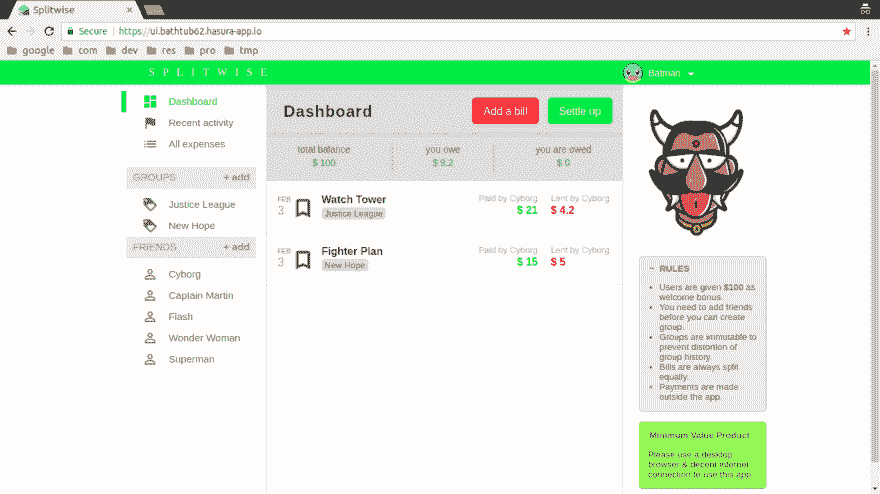 Splitwise
Secure https://ui.bathtub62.hasura-app.io
google com dev res pro tmp
SPLITWISE
Batman
Dashboard
Recent activity
All expenses
GROUPS + add
Justice League
New Hope
FRIENDS + add
Cyborg
Captain Martin
Flash
Wonder Woman
Superman
Dashboard
Add a bill
Settle up
total balance
$ 100
you owe
$ 9.2
you are owed
$ 0
FEB
3
Watch Tower
Justice League
Paid by Cyborg
$ 21
Lent by Cyborg
$ 4.2
FEB
3
Fighter Plan
New Hope
Paid by Cyborg
$ 15
Lent by Cyborg
$ 5
~ RULES
• Users are given $100 as
welcome bonus.
• You need to add friends
before you can create
group.
• Groups are immutable to
prevent distortion of
group history.
• Bills are always split
equally.
• Payments are made
outside the app.
Minimum Value Product
Please use a desktop
browser & decent internet
connection to use this app